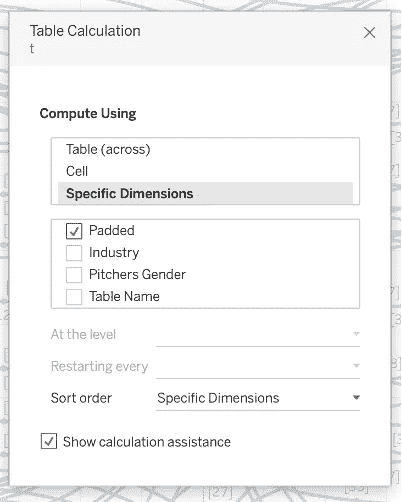 Table Calculation
t
Compute Using
Table (across)
Cell
Specific Dimensions
Padded
Industry
Pitchers Gender
Table Name
At the level
Restarting every
Sort order Specific Dimensions
Show calculation assistance
[27]